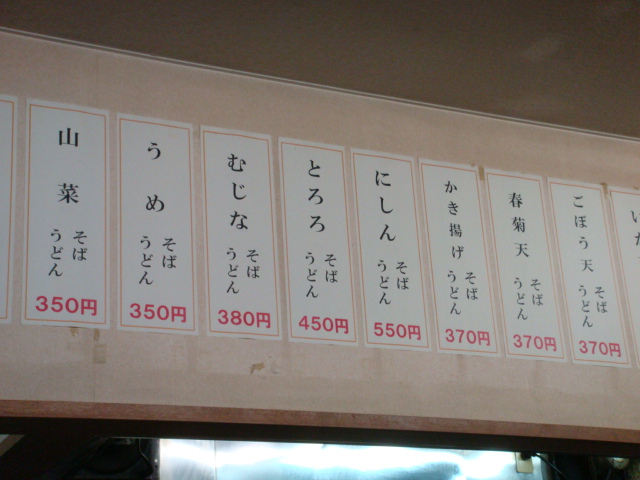 山菜
そば
うどん
350円
うめ
そば
うどん
350円
むじな
そば
うどん
380円
とろろ
そば
うどん
450円
にしん
そば
うどん
550円
かき揚げ
そば
うどん
370円
春菊天
そば
うどん
370円
ごぼう天
そば
うどん
370円